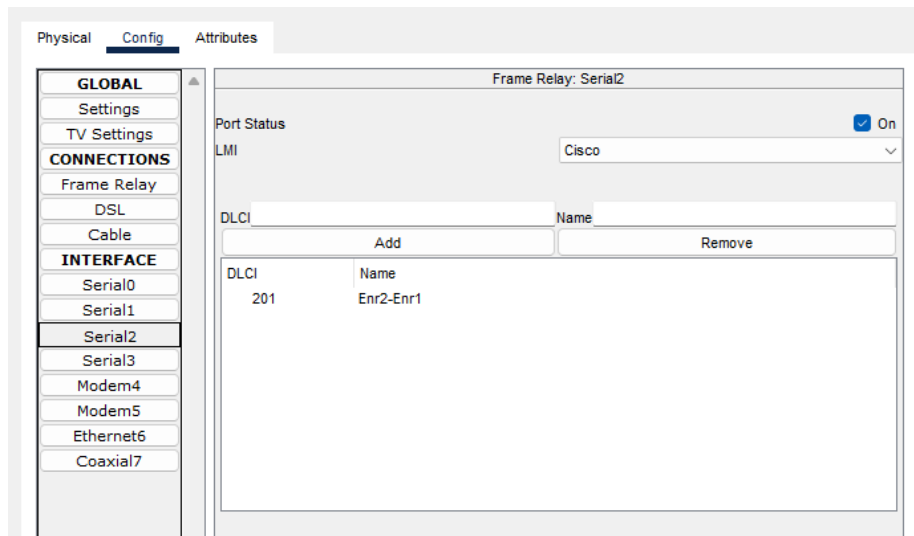 Physical Config Attributes
GLOBAL
Settings
TV Settings
CONNECTIONS
Frame Relay
DSL
Cable
INTERFACE
Serial0
Serial1
Serial2
Serial3
Modem4
Modem5
Ethernet6
Coaxial7
Frame Relay: Serial2
Port Status On
LMI Cisco
DLCI Name
Add Remove
DLCI Name
201 Enr2-Enr1